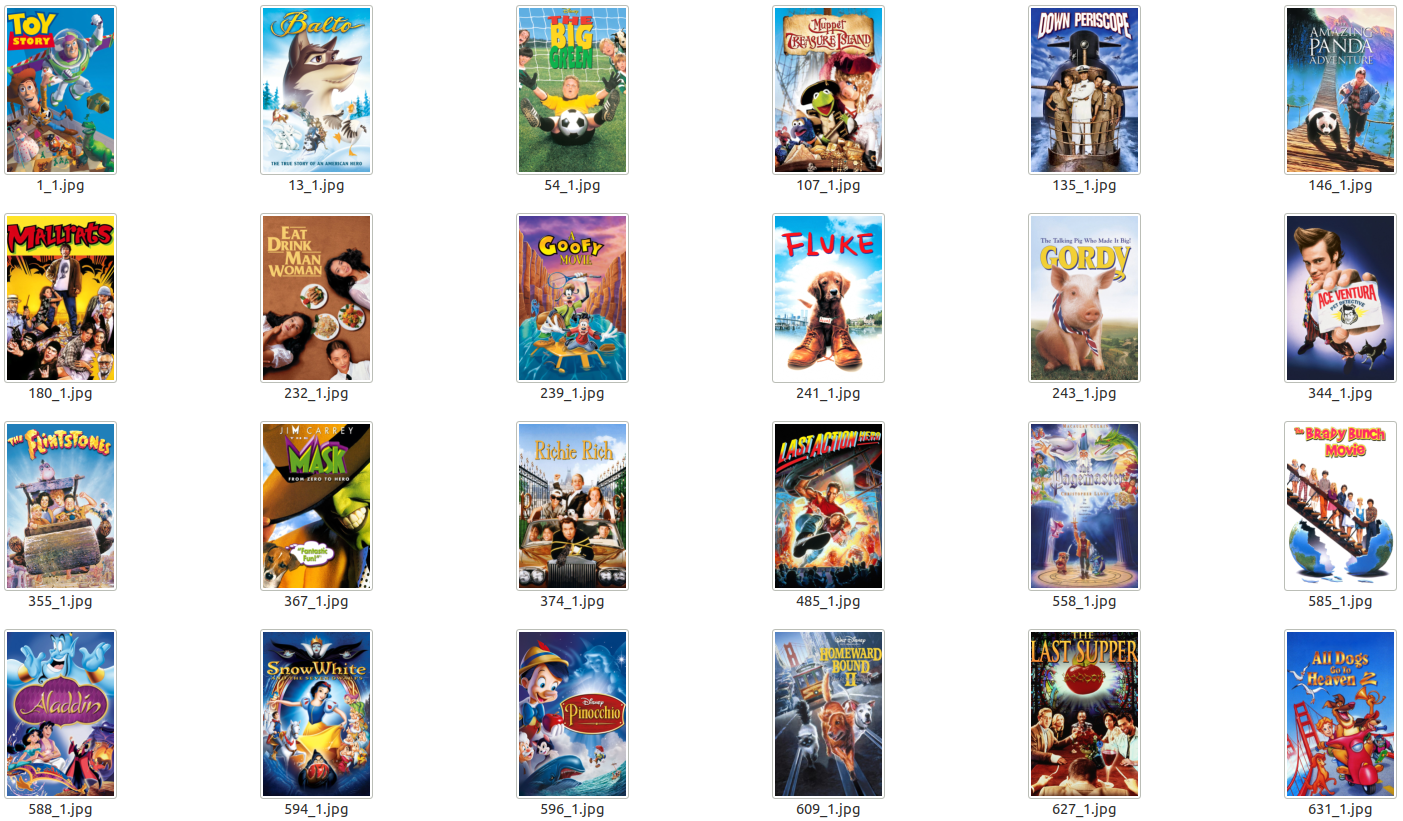 TOY
STORY
1_1.jpg
Balto
THE TRUE STORY OF AN AMERICAN HERO
13_1.jpg
THE
BIG
GREEN
54_1.jpg
Muppet
TREASURE ISLAND
107_1.jpg
DOWN PERISCOPE
135_1.jpg
AMAZING
PANDA
ADVENTURE
146_1.jpg
MALLRATS
180_1.jpg
EAT
DRINK
MAN
WOMAN
232_1.jpg
A
GOOFY
MOVIE
239_1.jpg
FLUKE
241_1.jpg
The Talking Pig Who Made It Big!
GORDY
243_1.jpg
ACE VENTURA
PET DETECTIVE
344_1.jpg
THE FLINTSTONES
355_1.jpg
JIM CARREY
THE
MASK
FROM ZERO TO HERO
"Fantastic
Fun!"
367_1.jpg
Richie Rich
374_1.jpg
LAST ACTION HERO
485_1.jpg
Pagemaster
558_1.jpg
The BRADY BUNCH
MOVIE
585_1.jpg
Aladdin
588_1.jpg
SNOW WHITE
AND THE SEVEN DWARFS
594_1.jpg
Disney
Pinocchio
596_1.jpg
WALT DISNEY
HOMEWARD
BOUND
II
609_1.jpg
THE
LAST SUPPER
627_1.jpg
All Dogs
Go To
Heaven 2
631_1.jpg